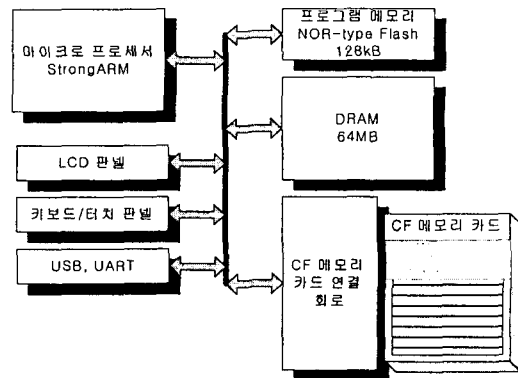 마이크로 프로세서
StrongARM
LCD 판넬
키보드/터치 판넬
USB, UART
프로그램 메모리
NOR-type Flash
128kB
DRAM
64MB
CF 메모리
카드 연결
회로
CF 메모리 카드